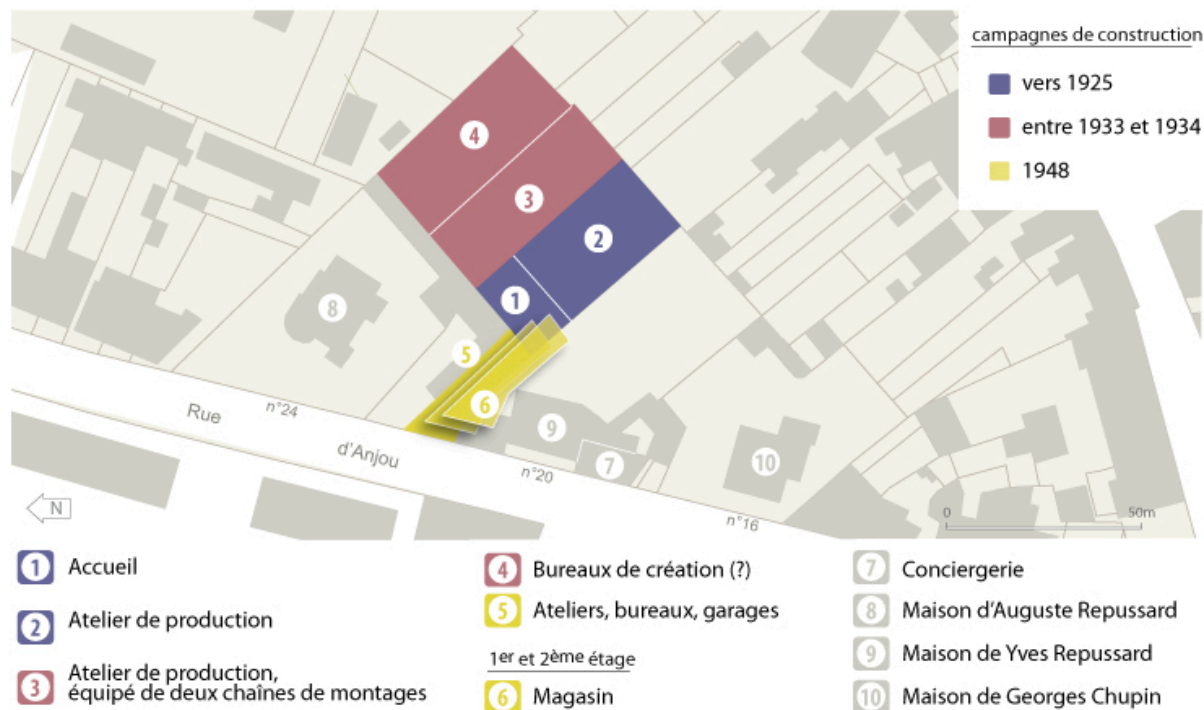 campagnes de construction
vers 1925
entre 1933 et 1934
1948
4
3
2
1
8
5
6
9
7
10
n°24
Rue
d'Anjou
n°20
n°16
N
0
50m
1 Accueil
2 Atelier de production
3 Atelier de production,
équipé de deux chaînes de montages
4 Bureaux de création (?)
5 Ateliers, bureaux, garages
1er et 2ème étage
6 Magasin
7 Conciergerie
8 Maison d'Auguste Repussard
9 Maison de Yves Repussard
10 Maison de Georges Chupin